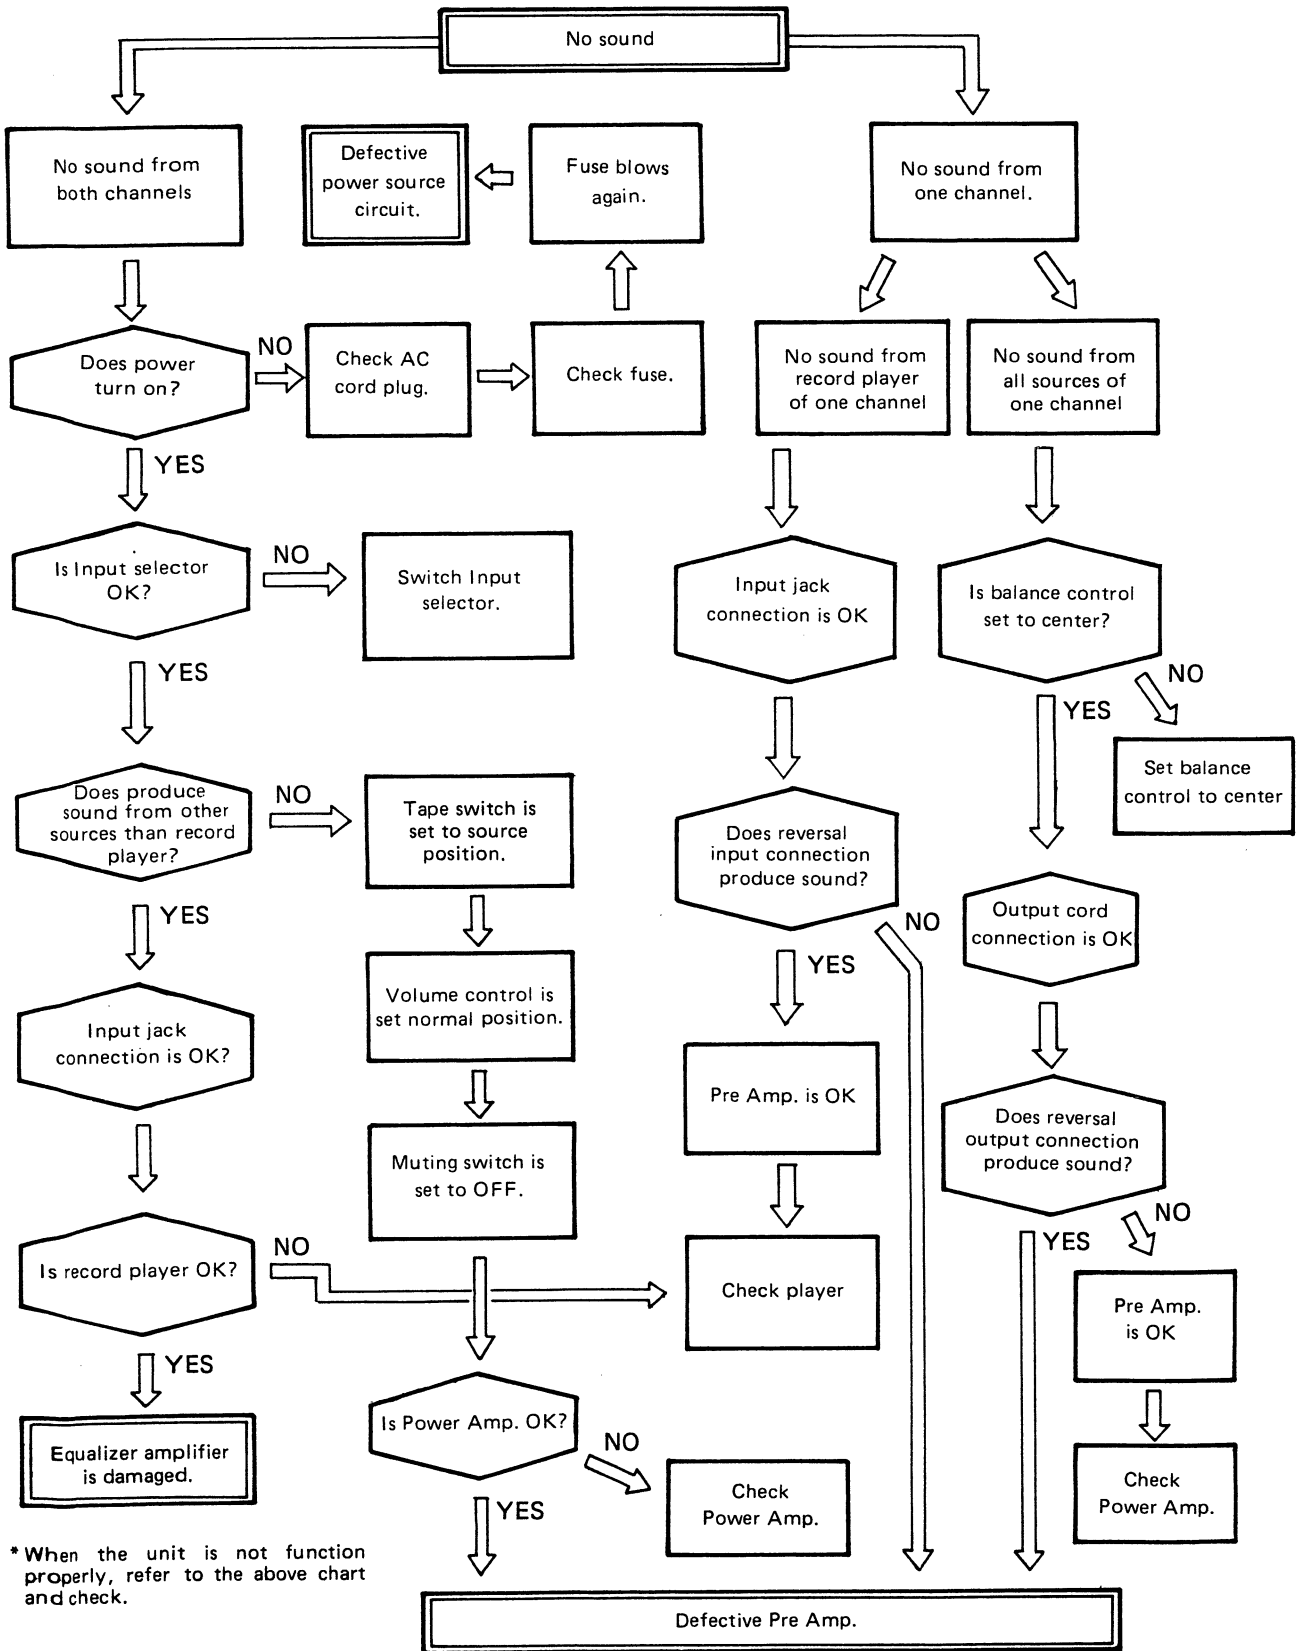 No sound
No sound from
both channels
Defective
power source
circuit.
Fuse blows
again.
No sound from
one channel.
Does power
turn on?
NO
Check AC
cord plug.
Check fuse.
No sound from
record player
of one channel
No sound from
all sources of
one channel
YES
Is Input selector
OK?
NO
Switch Input
selector.
Input jack
connection is OK
Is balance control
set to center?
YES
NO
YES
Set balance
control to center
Does produce
sound from other
sources than record
player?
NO
Tape switch is
set to source
position.
Does reversal
input connection
produce sound?
YES
NO
Output cord
connection is OK
YES
Input jack
connection is OK?
Volume control is
set normal position.
Pre Amp. is OK
Does reversal
output connection
produce sound?
Muting switch is
set to OFF.
NO
YES
Is record player OK?
NO
Check player
Pre Amp.
is OK
YES
Equalizer amplifier
is damaged.
Is Power Amp. OK?
NO
YES
Check
Power Amp.
Check
Power Amp.
* When the unit is not function
properly, refer to the above chart
and check.
Defective Pre Amp.